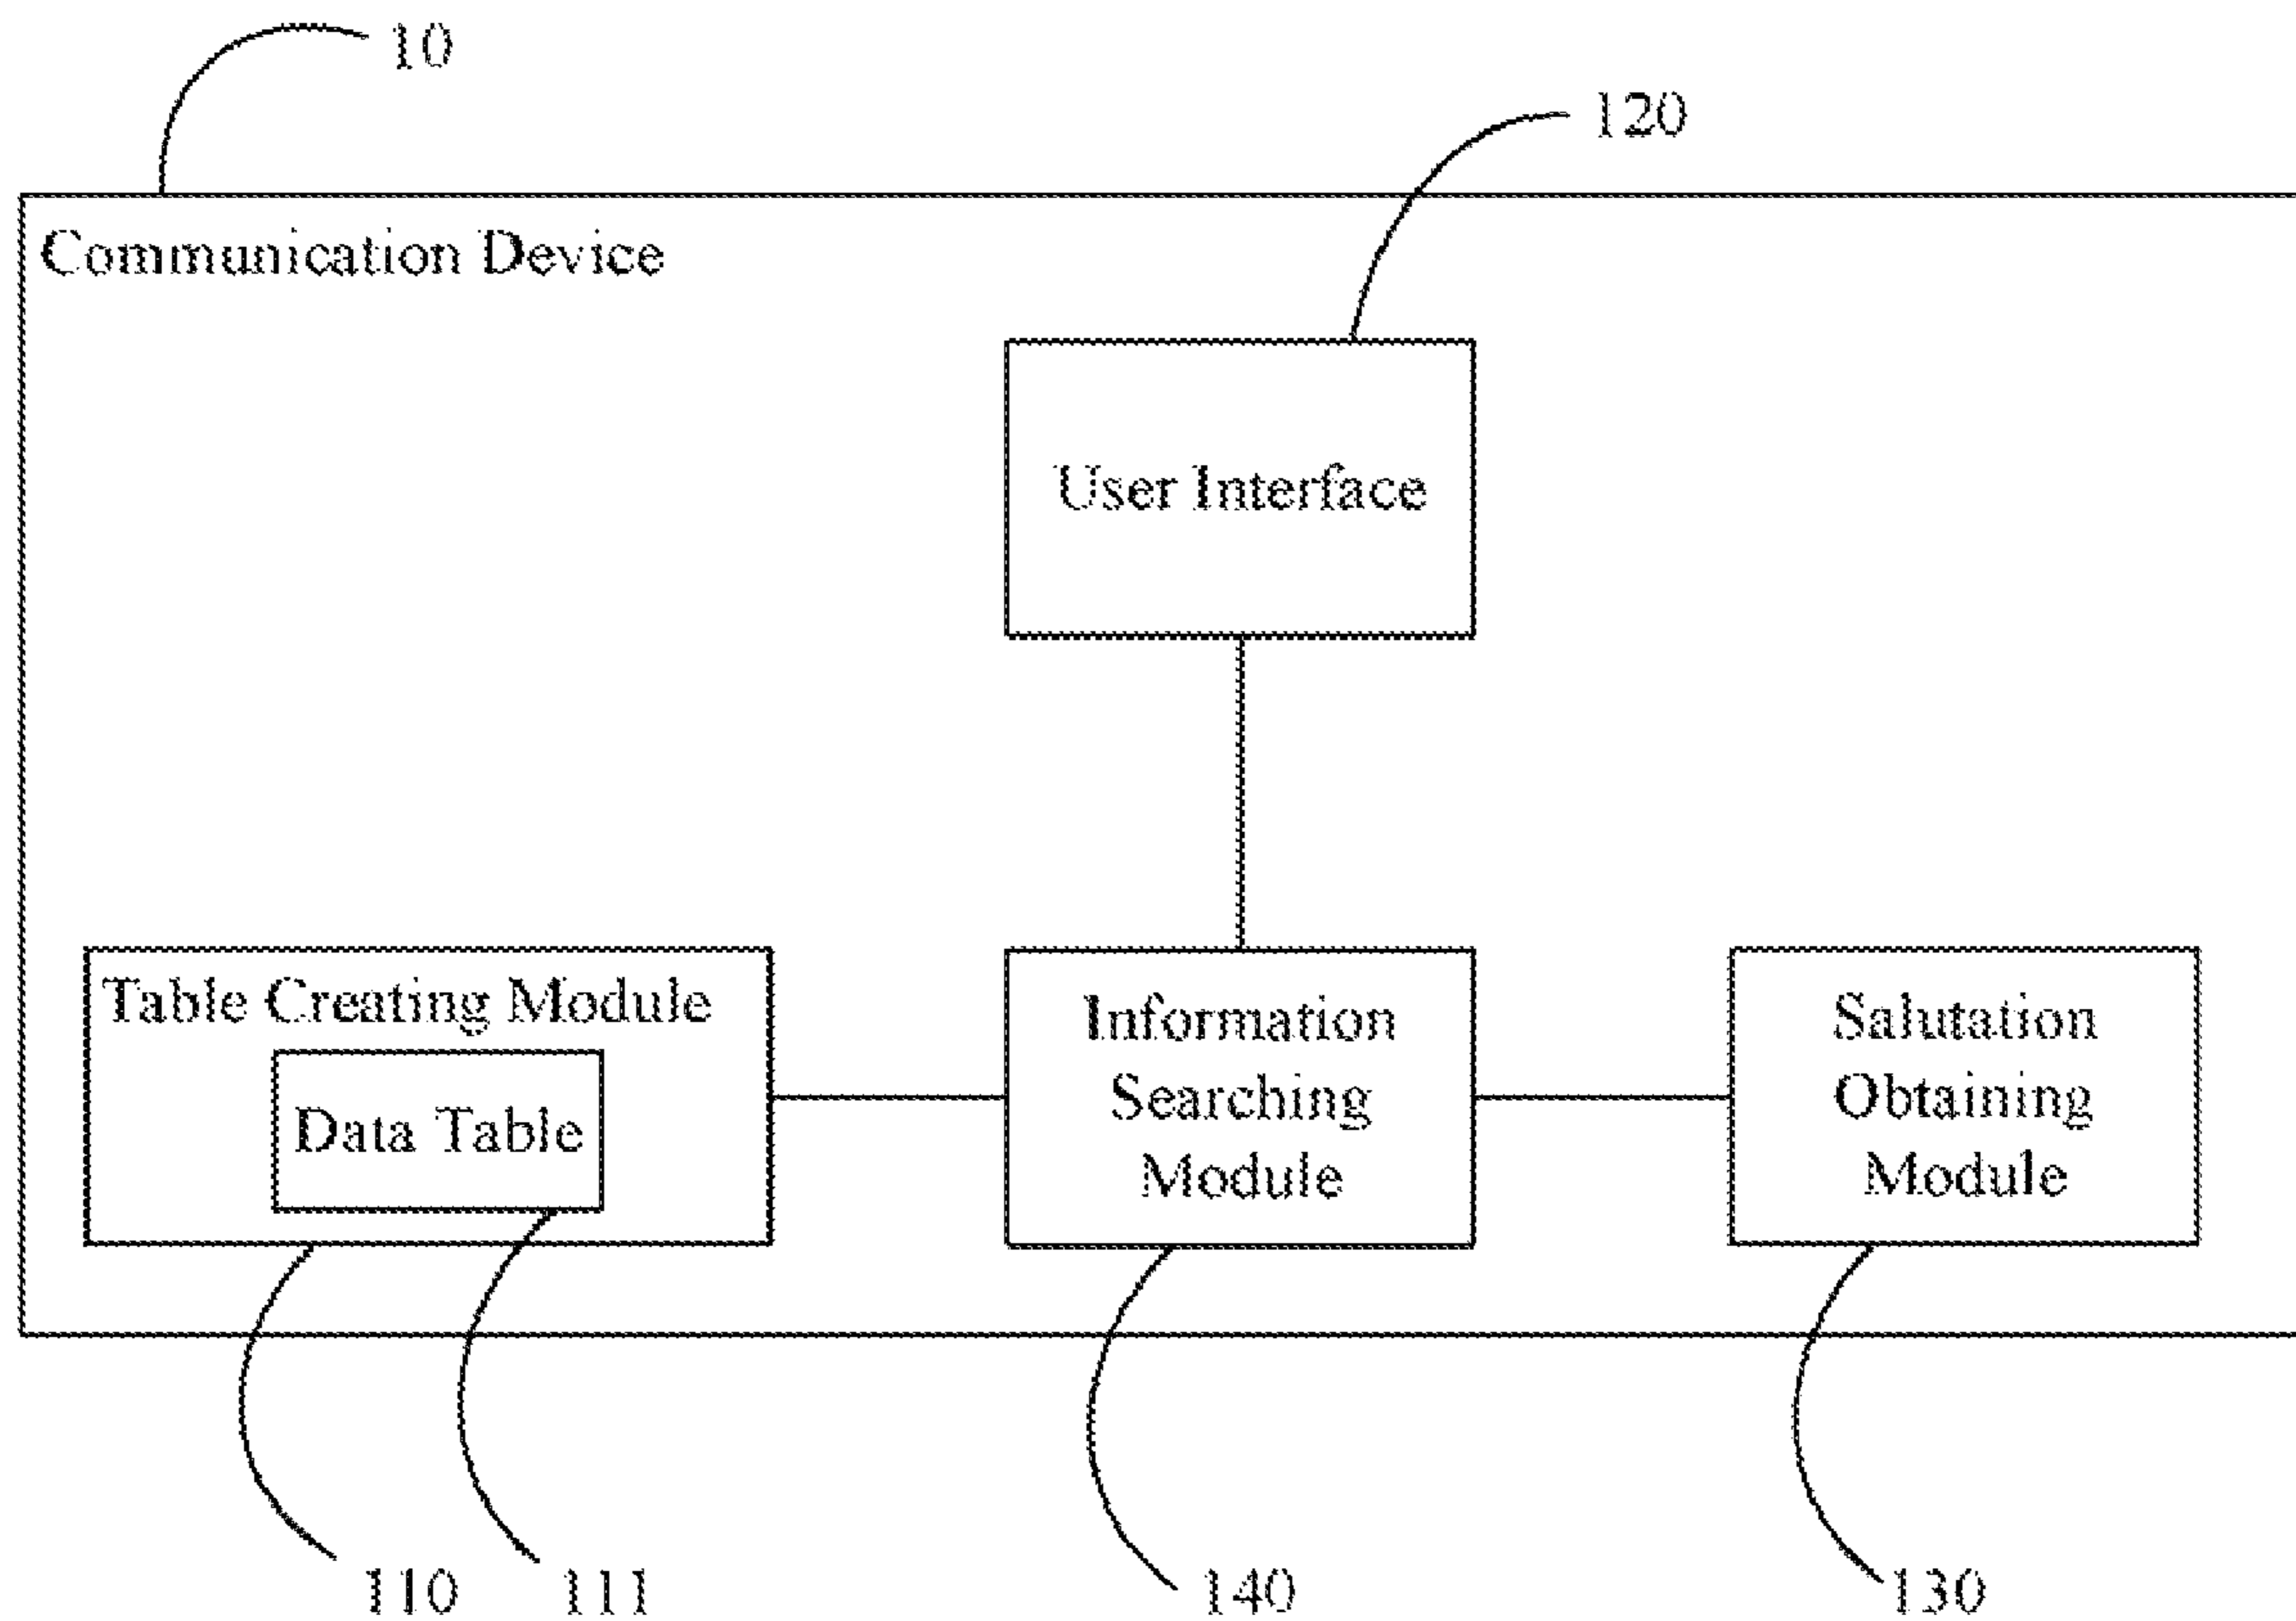 10
120
Communication Device
User Interface
Table Creating Module
Data Table
Information
Searching
Module
Salutation
Obtaining
Module
110
111
140
130